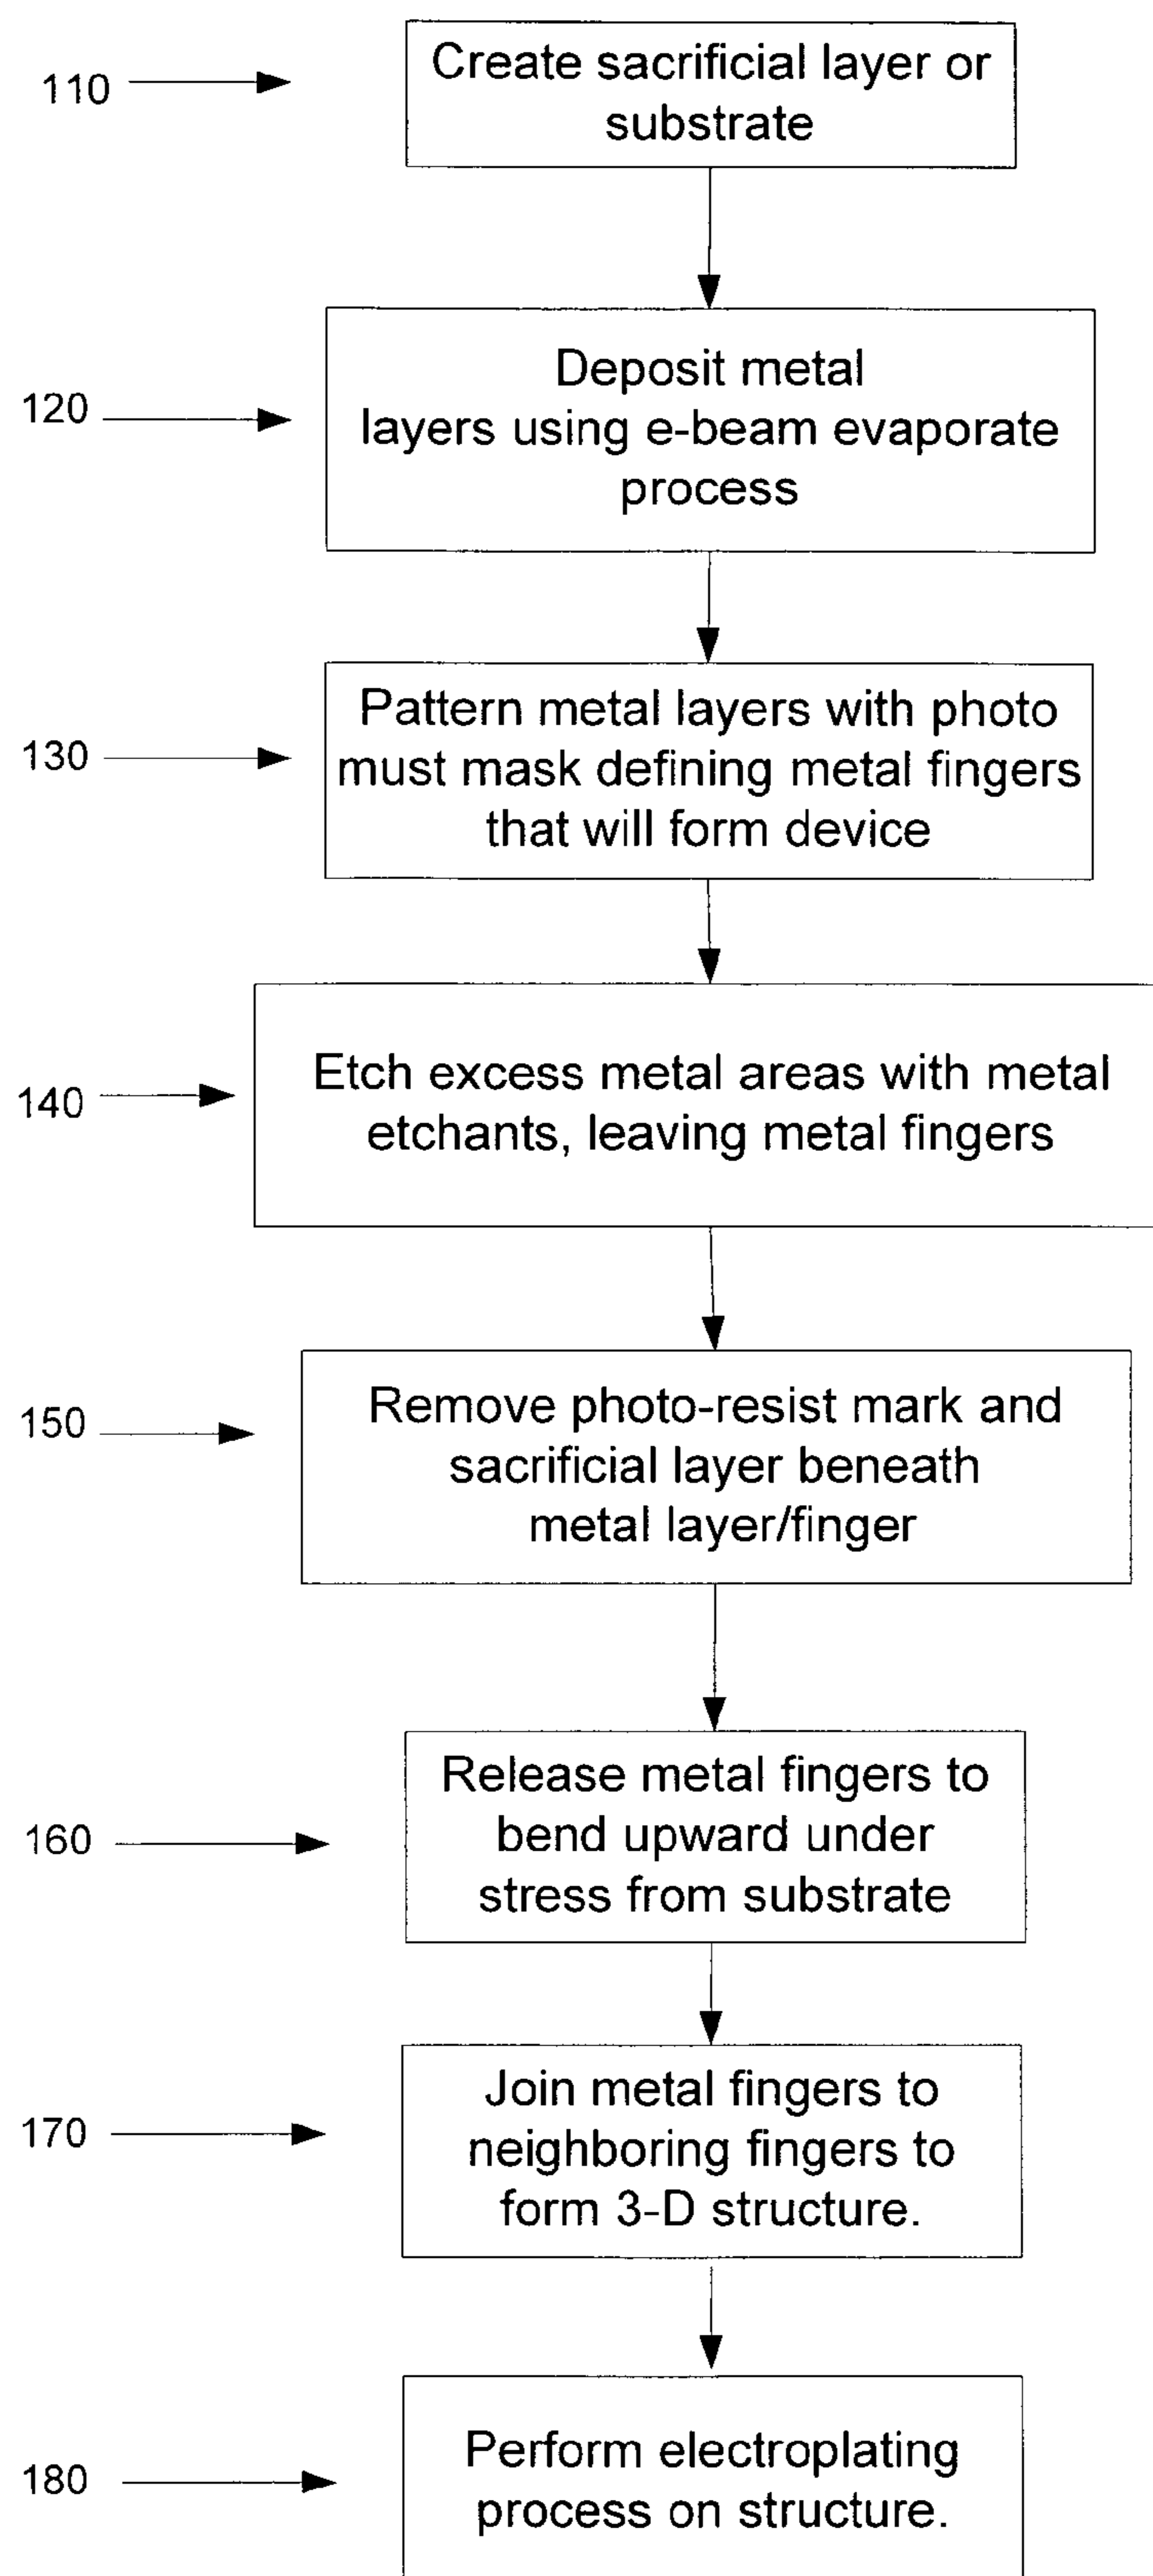 110
Create sacrificial layer or
substrate
120
Deposit metal
layers using e-beam evaporate
process
130
Pattern metal layers with photo
must mask defining metal fingers
that will form device
140
Etch excess metal areas with metal
etchants, leaving metal fingers
150
Remove photo-resist mark and
sacrificial layer beneath
metal layer/finger
160
Release metal fingers to
bend upward under
stress from substrate
170
Join metal fingers to
neighboring fingers to
form 3-D structure.
180
Perform electroplating
process on structure.